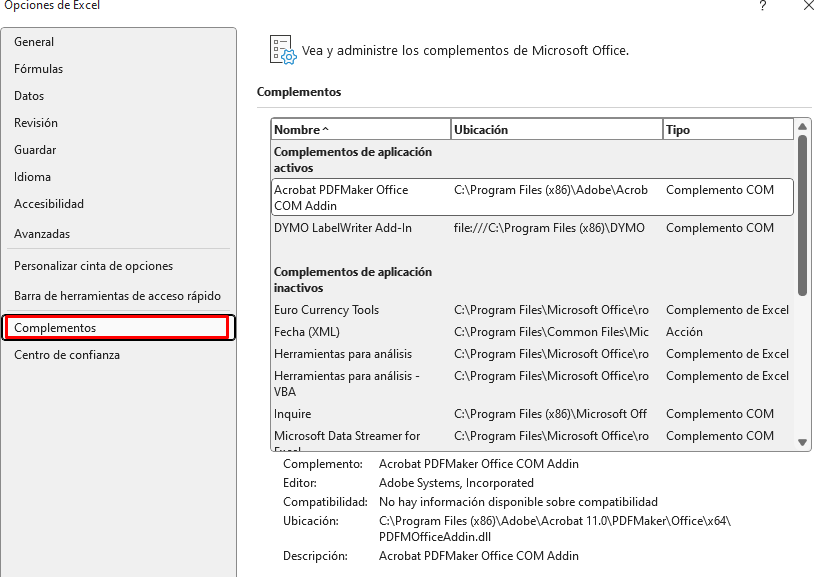 Opciones de Excel
?
General
Fórmulas
Datos
Revisión
Guardar
Idioma
Accesibilidad
Avanzadas
Personalizar cinta de opciones
Barra de herramientas de acceso rápido
Complementos
Centro de confianza
Vea y administre los complementos de Microsoft Office.
Complementos
Nombre Ubicación Tipo
Complementos de aplicación
activos
Acrobat PDFMaker Office C:\Program Files (x86)\Adobe\Acrob Complemento COM
COM Addin
DYMO LabelWriter Add-In file:///C:\Program Files (x86)\DYMO Complemento COM
Complementos de aplicación
inactivos
Euro Currency Tools C:\Program Files\Microsoft Office\ro Complemento de Excel
Fecha (XML) C:\Program Files\Common Files\Mic Acción
Herramientas para análisis C:\Program Files\Microsoft Office\ro Complemento de Excel
Herramientas para análisis - C:\Program Files\Microsoft Office\ro Complemento de Excel
VBA
Inquire C:\Program Files (x86)\Microsoft Off Complemento COM
Microsoft Data Streamer for C:\Program Files\Microsoft Office\ro Complemento COM
Excel
Complemento: Acrobat PDFMaker Office COM Addin
Editor: Adobe Systems, Incorporated
Compatibilidad: No hay información disponible sobre compatibilidad
Ubicación: C:\Program Files (x86)\Adobe\Acrobat 11.0\PDFMaker\Office\x64\
PDFMOfficeAddin.dll
Descripción: Acrobat PDFMaker Office COM Addin